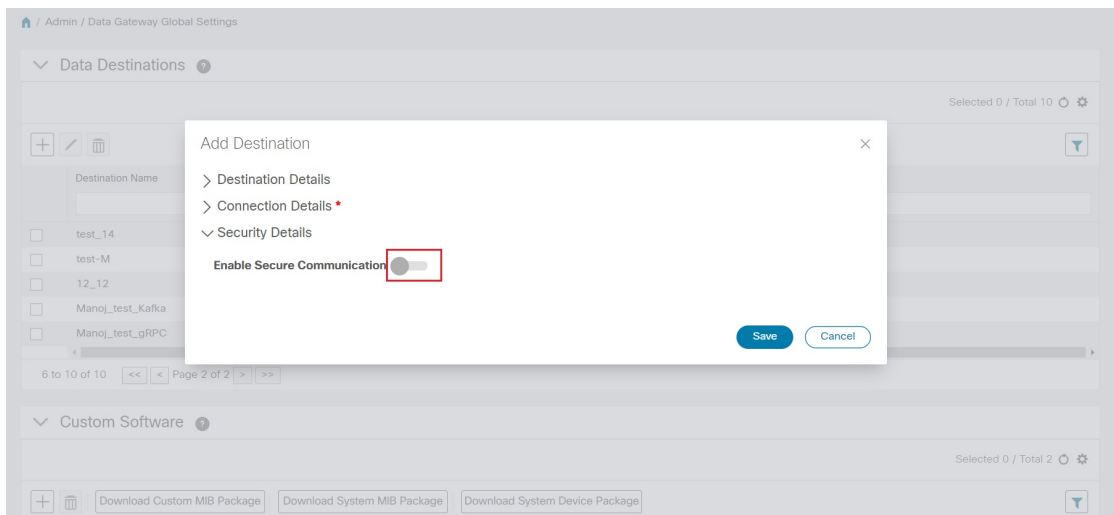 / Admin / Data Gateway Global Settings
Data Destinations ?
Selected 0 / Total 10
Add Destination
Destination Name
Destination Details
Connection Details *
Security Details
Enable Secure Communication
test_14
test-M
12_12
Manoj_test_Kafka
Manoj_test_gRPC
Save Cancel
6 to 10 of 10 << < Page 2 of 2 > >>
Custom Software ?
Selected 0 / Total 2
Download Custom MIB Package Download System MIB Package Download System Device Package